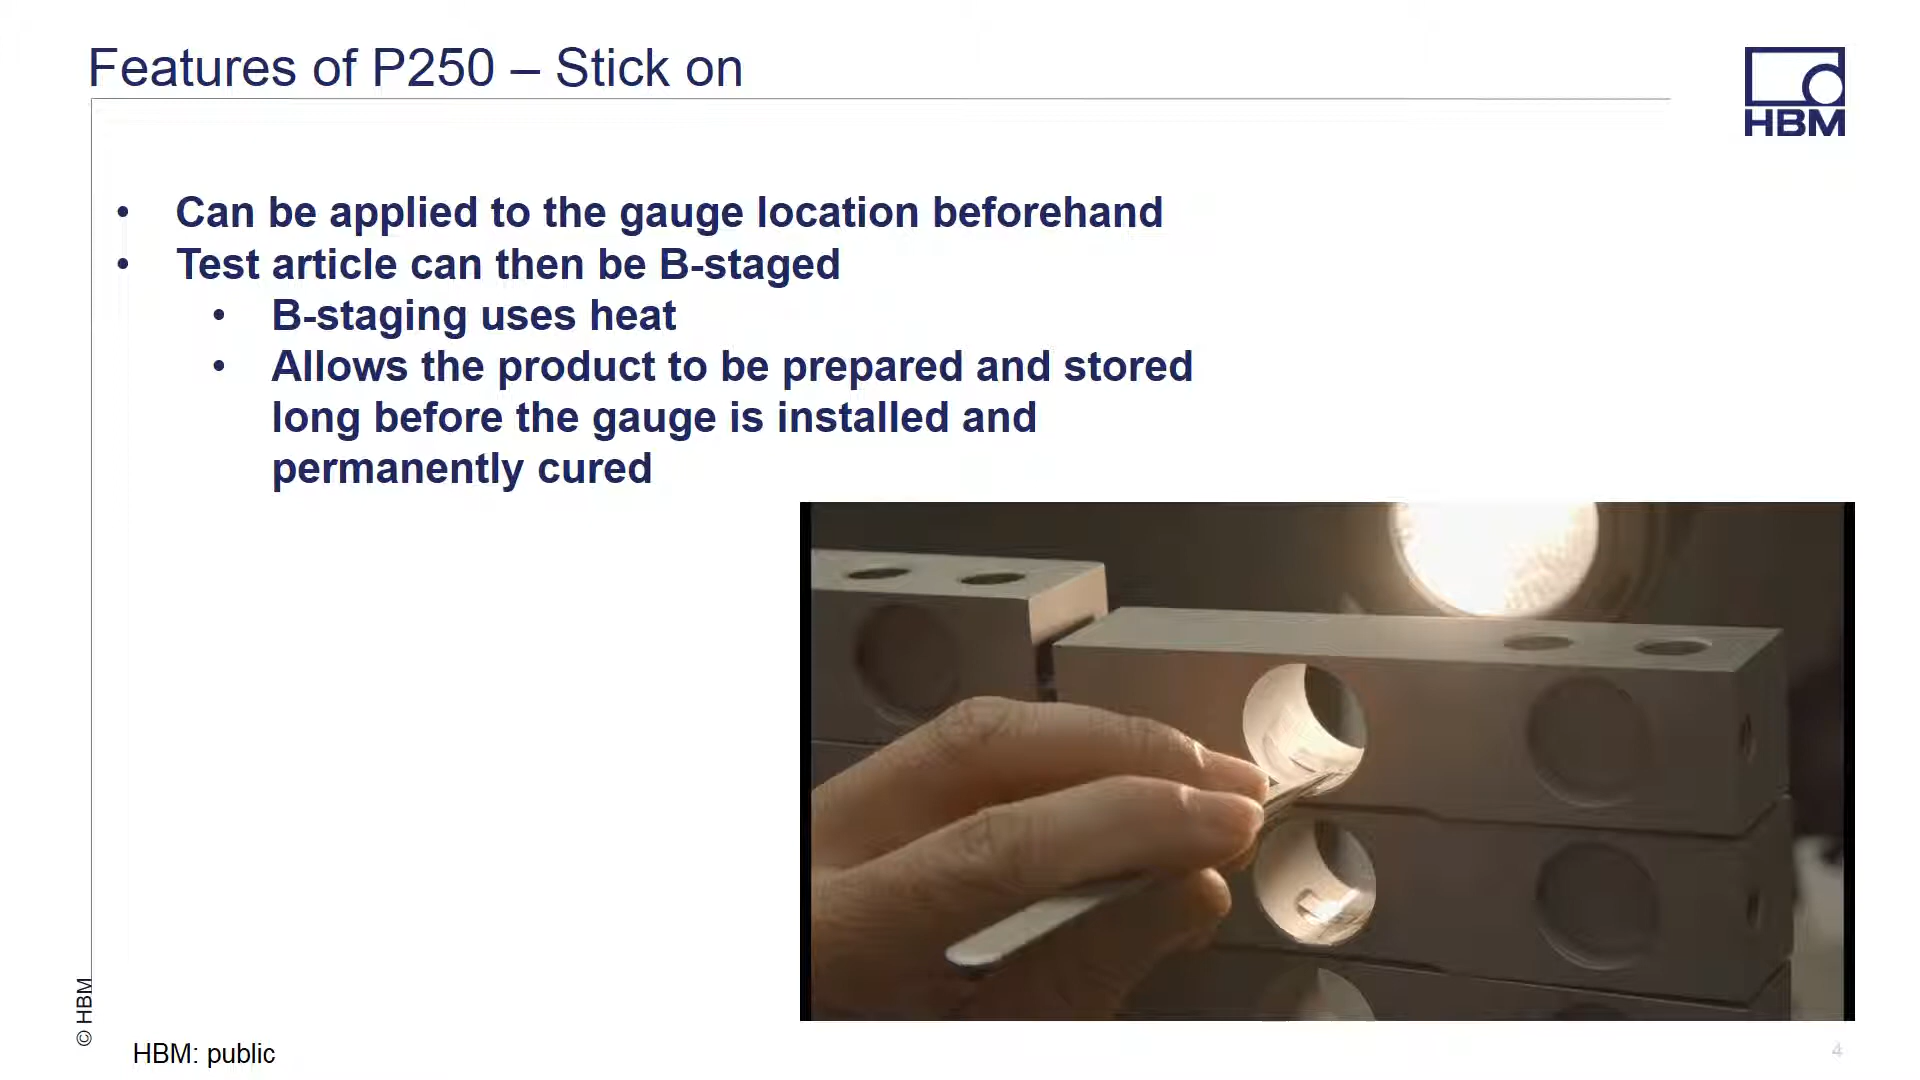 Features of P250 – Stick on
HBM
• Can be applied to the gauge location beforehand
• Test article can then be B-staged
• B-staging uses heat
• Allows the product to be prepared and stored
long before the gauge is installed and
permanently cured
© HBM
HBM: public
4